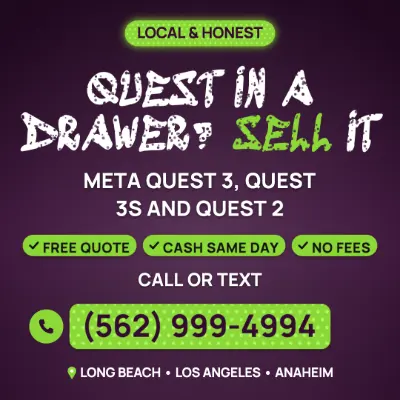 LOCAL & HONEST
QUEST IN A
DRAWER? SELL IT
META QUEST 3, QUEST
3S AND QUEST 2
✓ FREE QUOTE ✓ CASH SAME DAY ✓ NO FEES
CALL OR TEXT
(562) 999-4994
LONG BEACH • LOS ANGELES • ANAHEIM